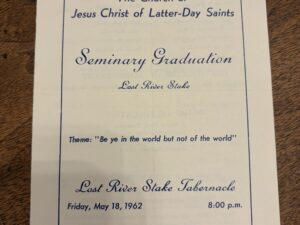 The Church of
Jesus Christ of Latter-Day Saints
Seminary Graduation
Lost River Stake
Theme: "Be ye in the world but not of the world"
Lost River Stake Tabernacle
Friday, May 18, 1962 8:00 p.m.